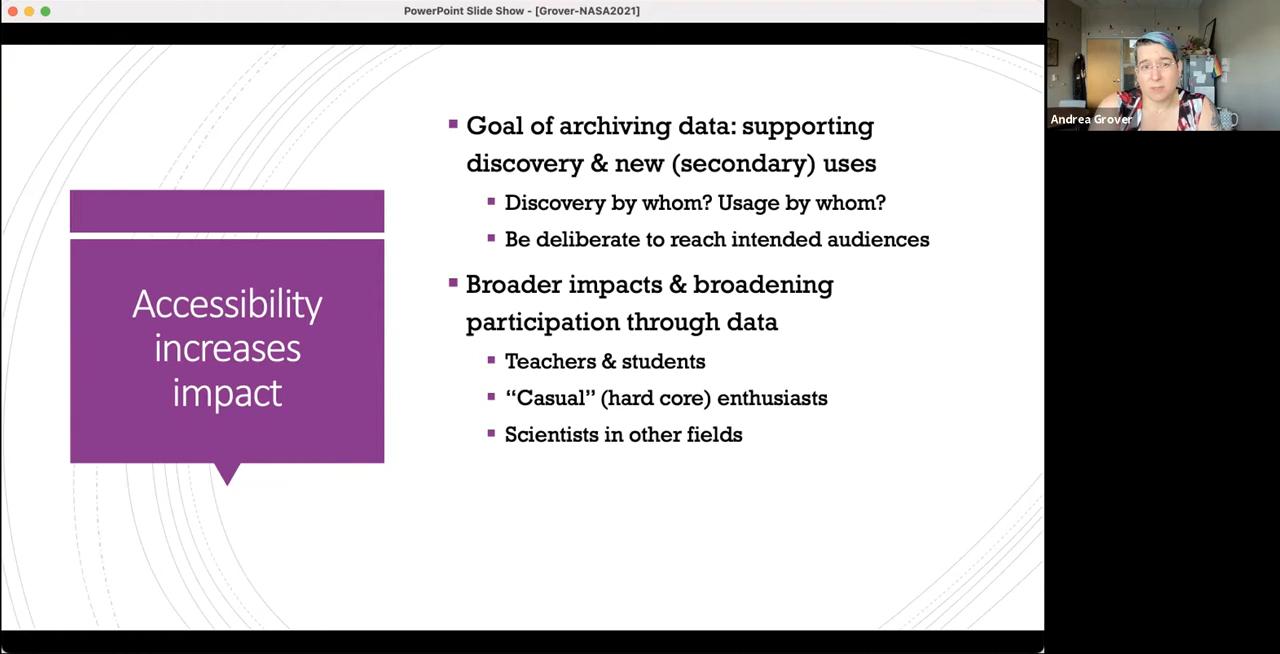 PowerPoint Slide Show - [Grover-NASA2021]
Accessibility
increases
impact
Goal of archiving data: supporting
discovery & new (secondary) uses
Discovery by whom? Usage by whom?
Be deliberate to reach intended audiences
Broader impacts & broadening
participation through data
Teachers & students
“Casual” (hard core) enthusiasts
Scientists in other fields
Andrea Grover